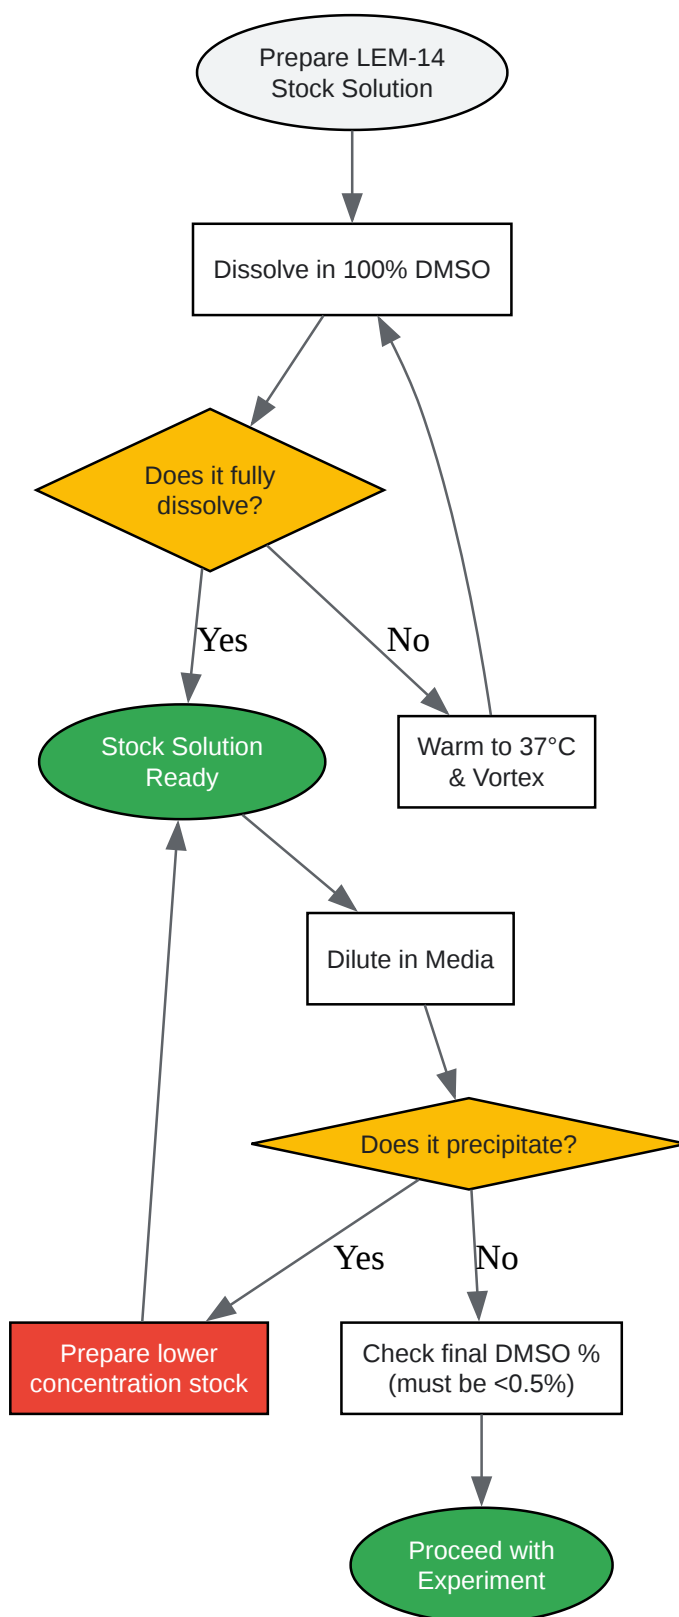 Prepare LEM-14
Stock Solution
Dissolve in 100% DMSO
Does it fully
dissolve?
Yes
No
Stock Solution
Ready
Warm to 37°C
& Vortex
Dilute in Media
Does it precipitate?
Yes
No
Prepare lower
concentration stock
Check final DMSO %
(must be <0.5%)
Proceed with
Experiment